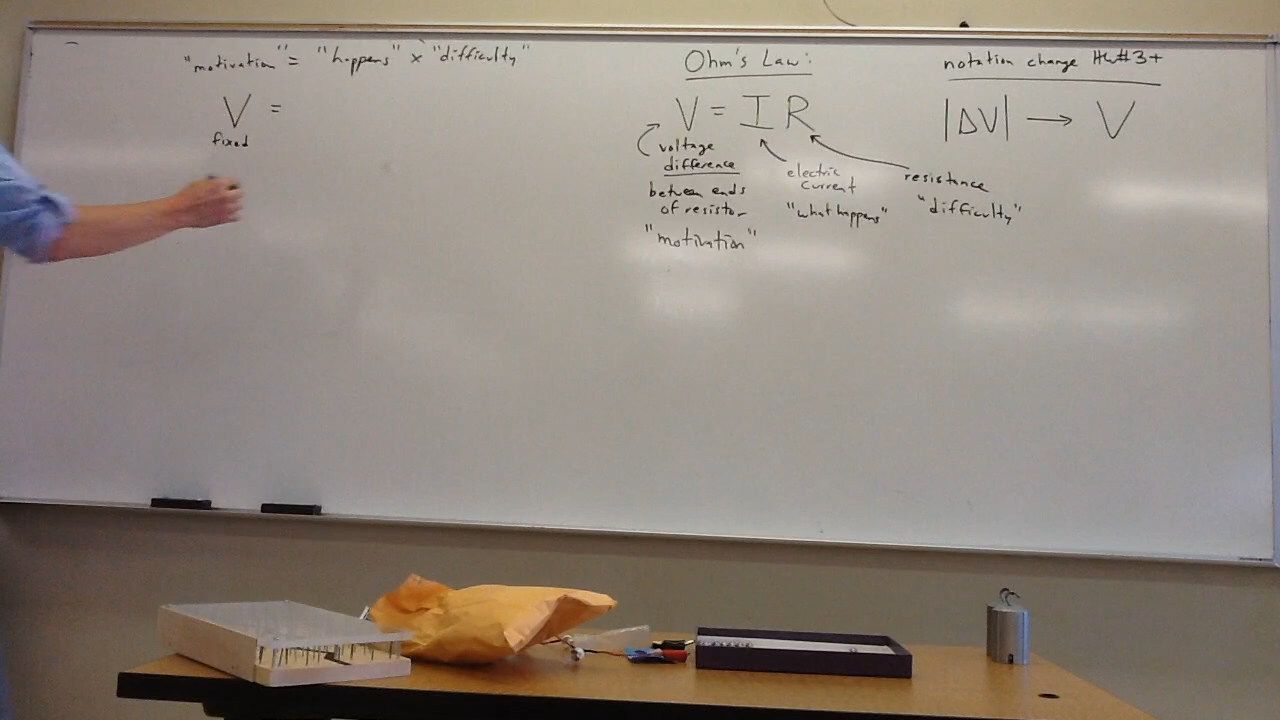 "motivation" = "happens" x "difficulty"
V =
fixed
Ohm's Law:
V = I R
voltage
difference
between ends
of resistor
"motivation"
electric
current
"what happens"
resistance
"difficulty"
notation change HW#3+
|ΔV| → V